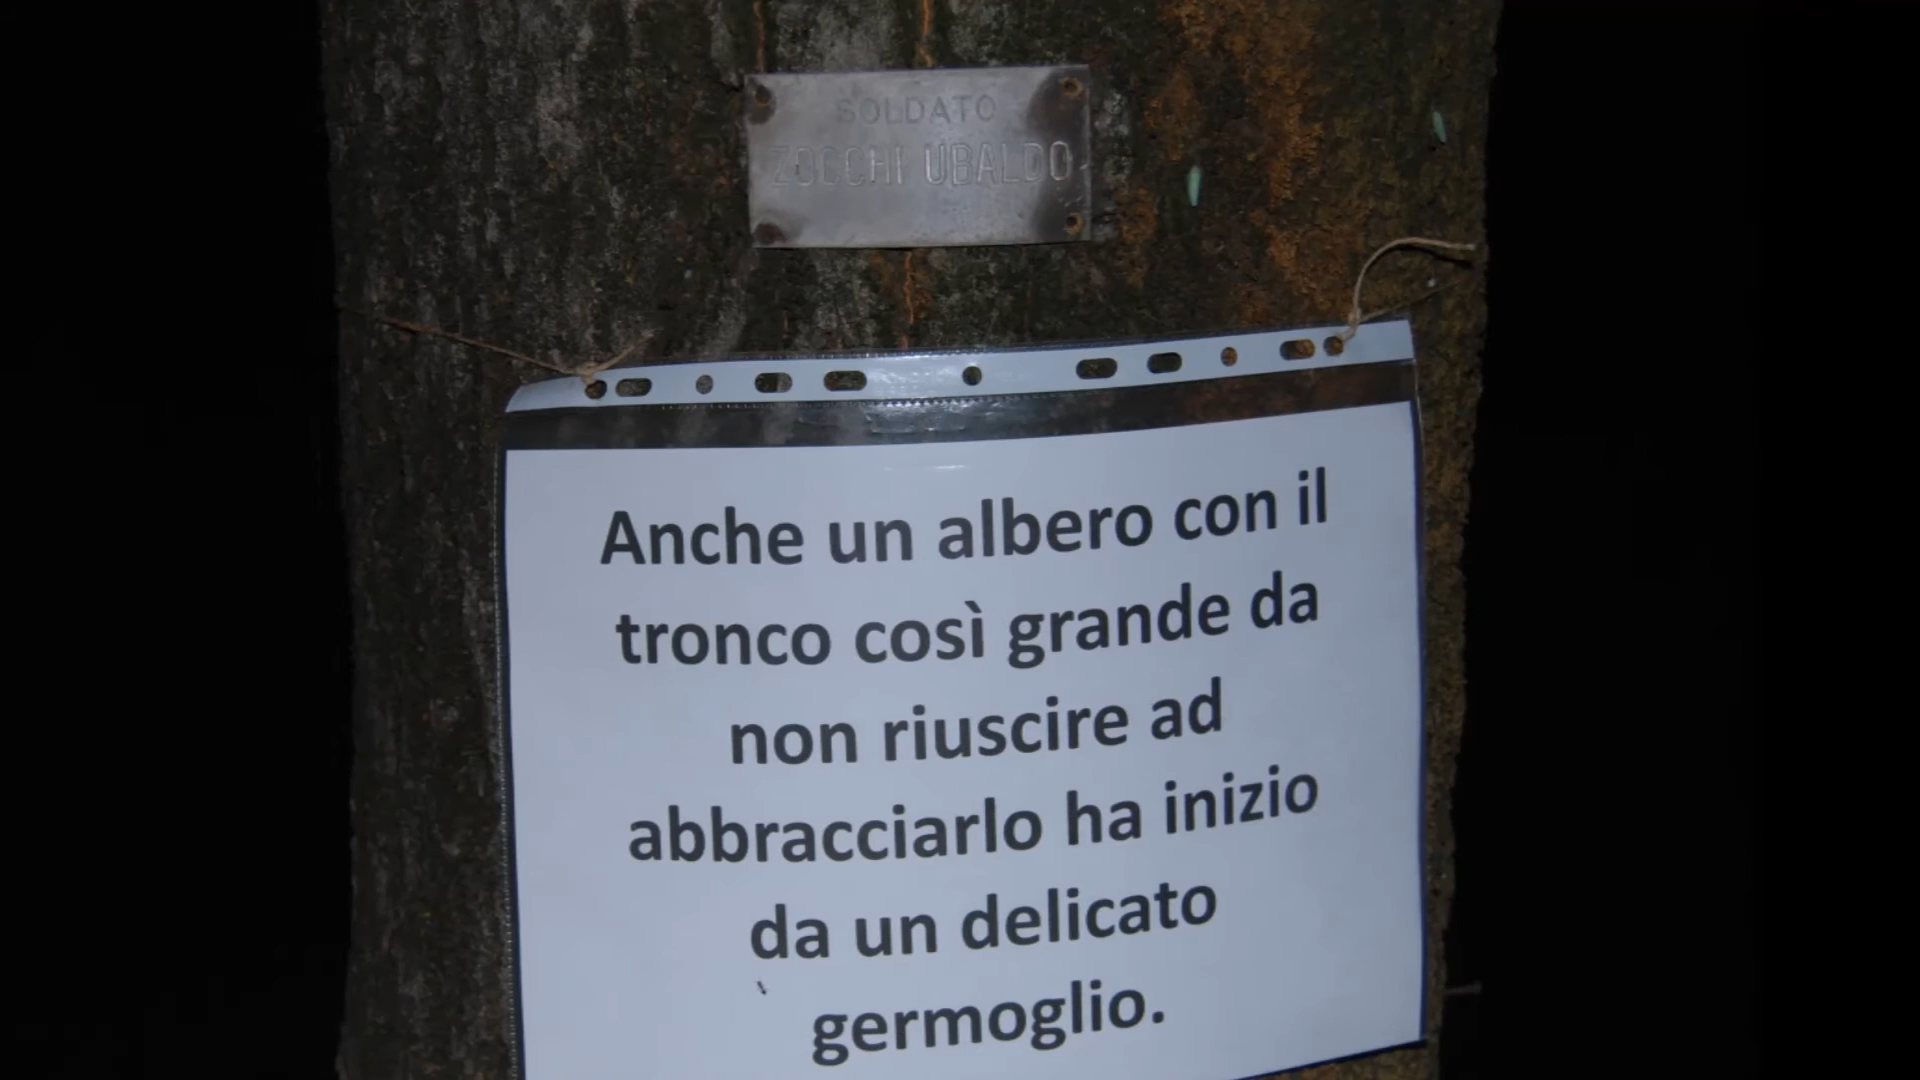 SOLDATO
ZOCCHI UBALDO
Anche un albero con il
tronco così grande da
non riuscire ad
abbracciarlo ha inizio
da un delicato
germoglio.